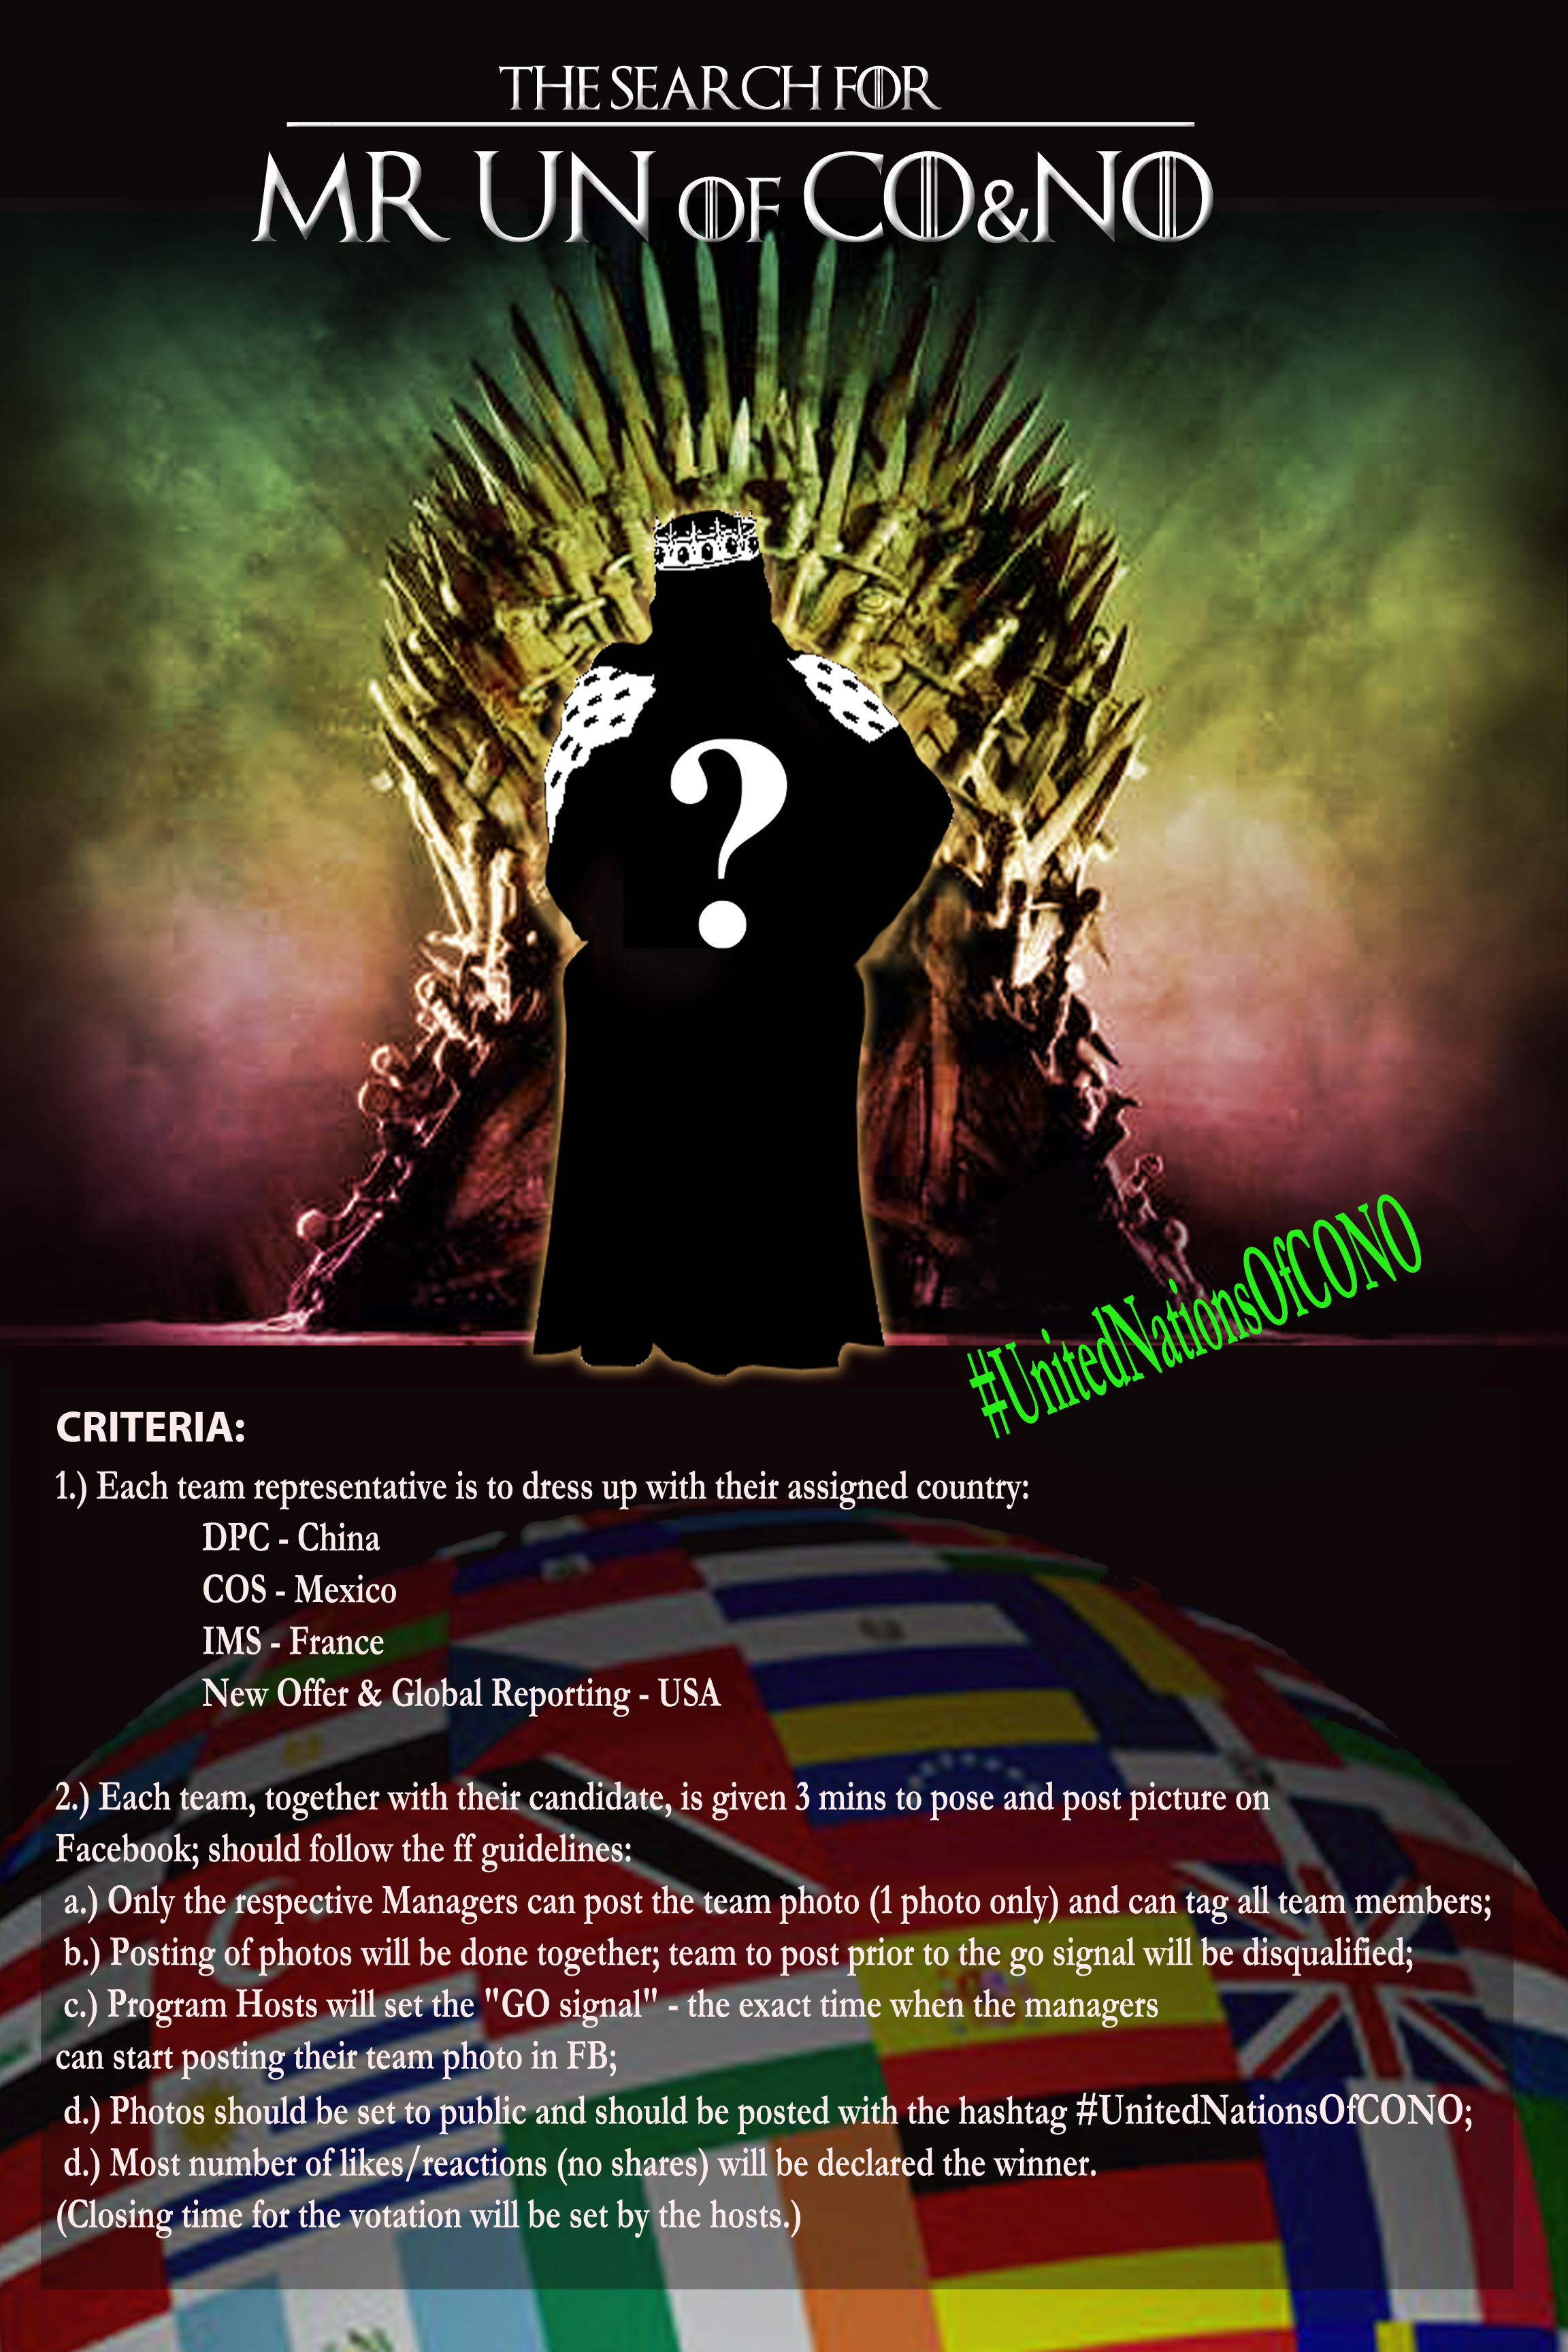 THE SEARCH FOR
MR UN OF CO&NO
?
#UnitedNationsOfCONO
CRITERIA:
1.) Each team representative is to dress up with their assigned country:
DPC - China
COS - Mexico
IMS - France
New Offer & Global Reporting - USA
2.) Each team, together with their candidate, is given 3 mins to pose and post picture on
Facebook; should follow the ff guidelines:
a.) Only the respective Managers can post the team photo (1 photo only) and can tag all team members;
b.) Posting of photos will be done together; team to post prior to the go signal will be disqualified;
c.) Program Hosts will set the "GO signal" - the exact time when the managers
can start posting their team photo in FB;
d.) Photos should be set to public and should be posted with the hashtag #UnitedNationsOfCONO;
d.) Most number of likes/reactions (no shares) will be declared the winner.
(Closing time for the votation will be set by the hosts.)